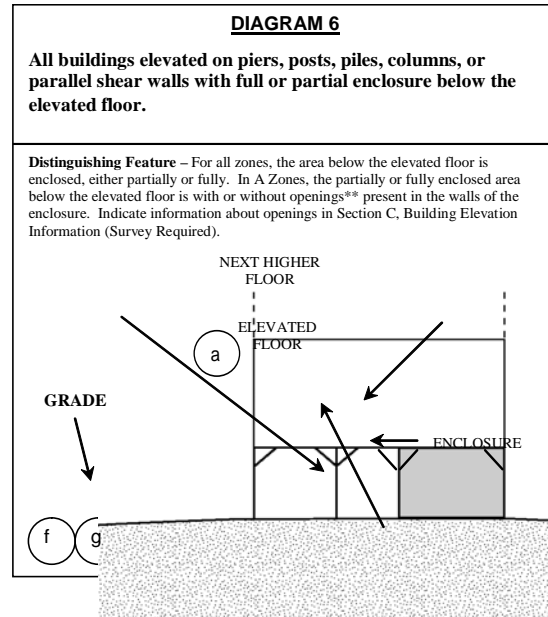 DIAGRAM 6
All buildings elevated on piers, posts, piles, columns, or
parallel shear walls with full or partial enclosure below the
elevated floor.
Distinguishing Feature – For all zones, the area below the elevated floor is
enclosed, either partially or fully. In A Zones, the partially or fully enclosed area
below the elevated floor is with or without openings** present in the walls of the
enclosure. Indicate information about openings in Section C, Building Elevation
Information (Survey Required).
NEXT HIGHER
FLOOR
ELEVATED
FLOOR
a
GRADE
ENCLOSURE
f
g